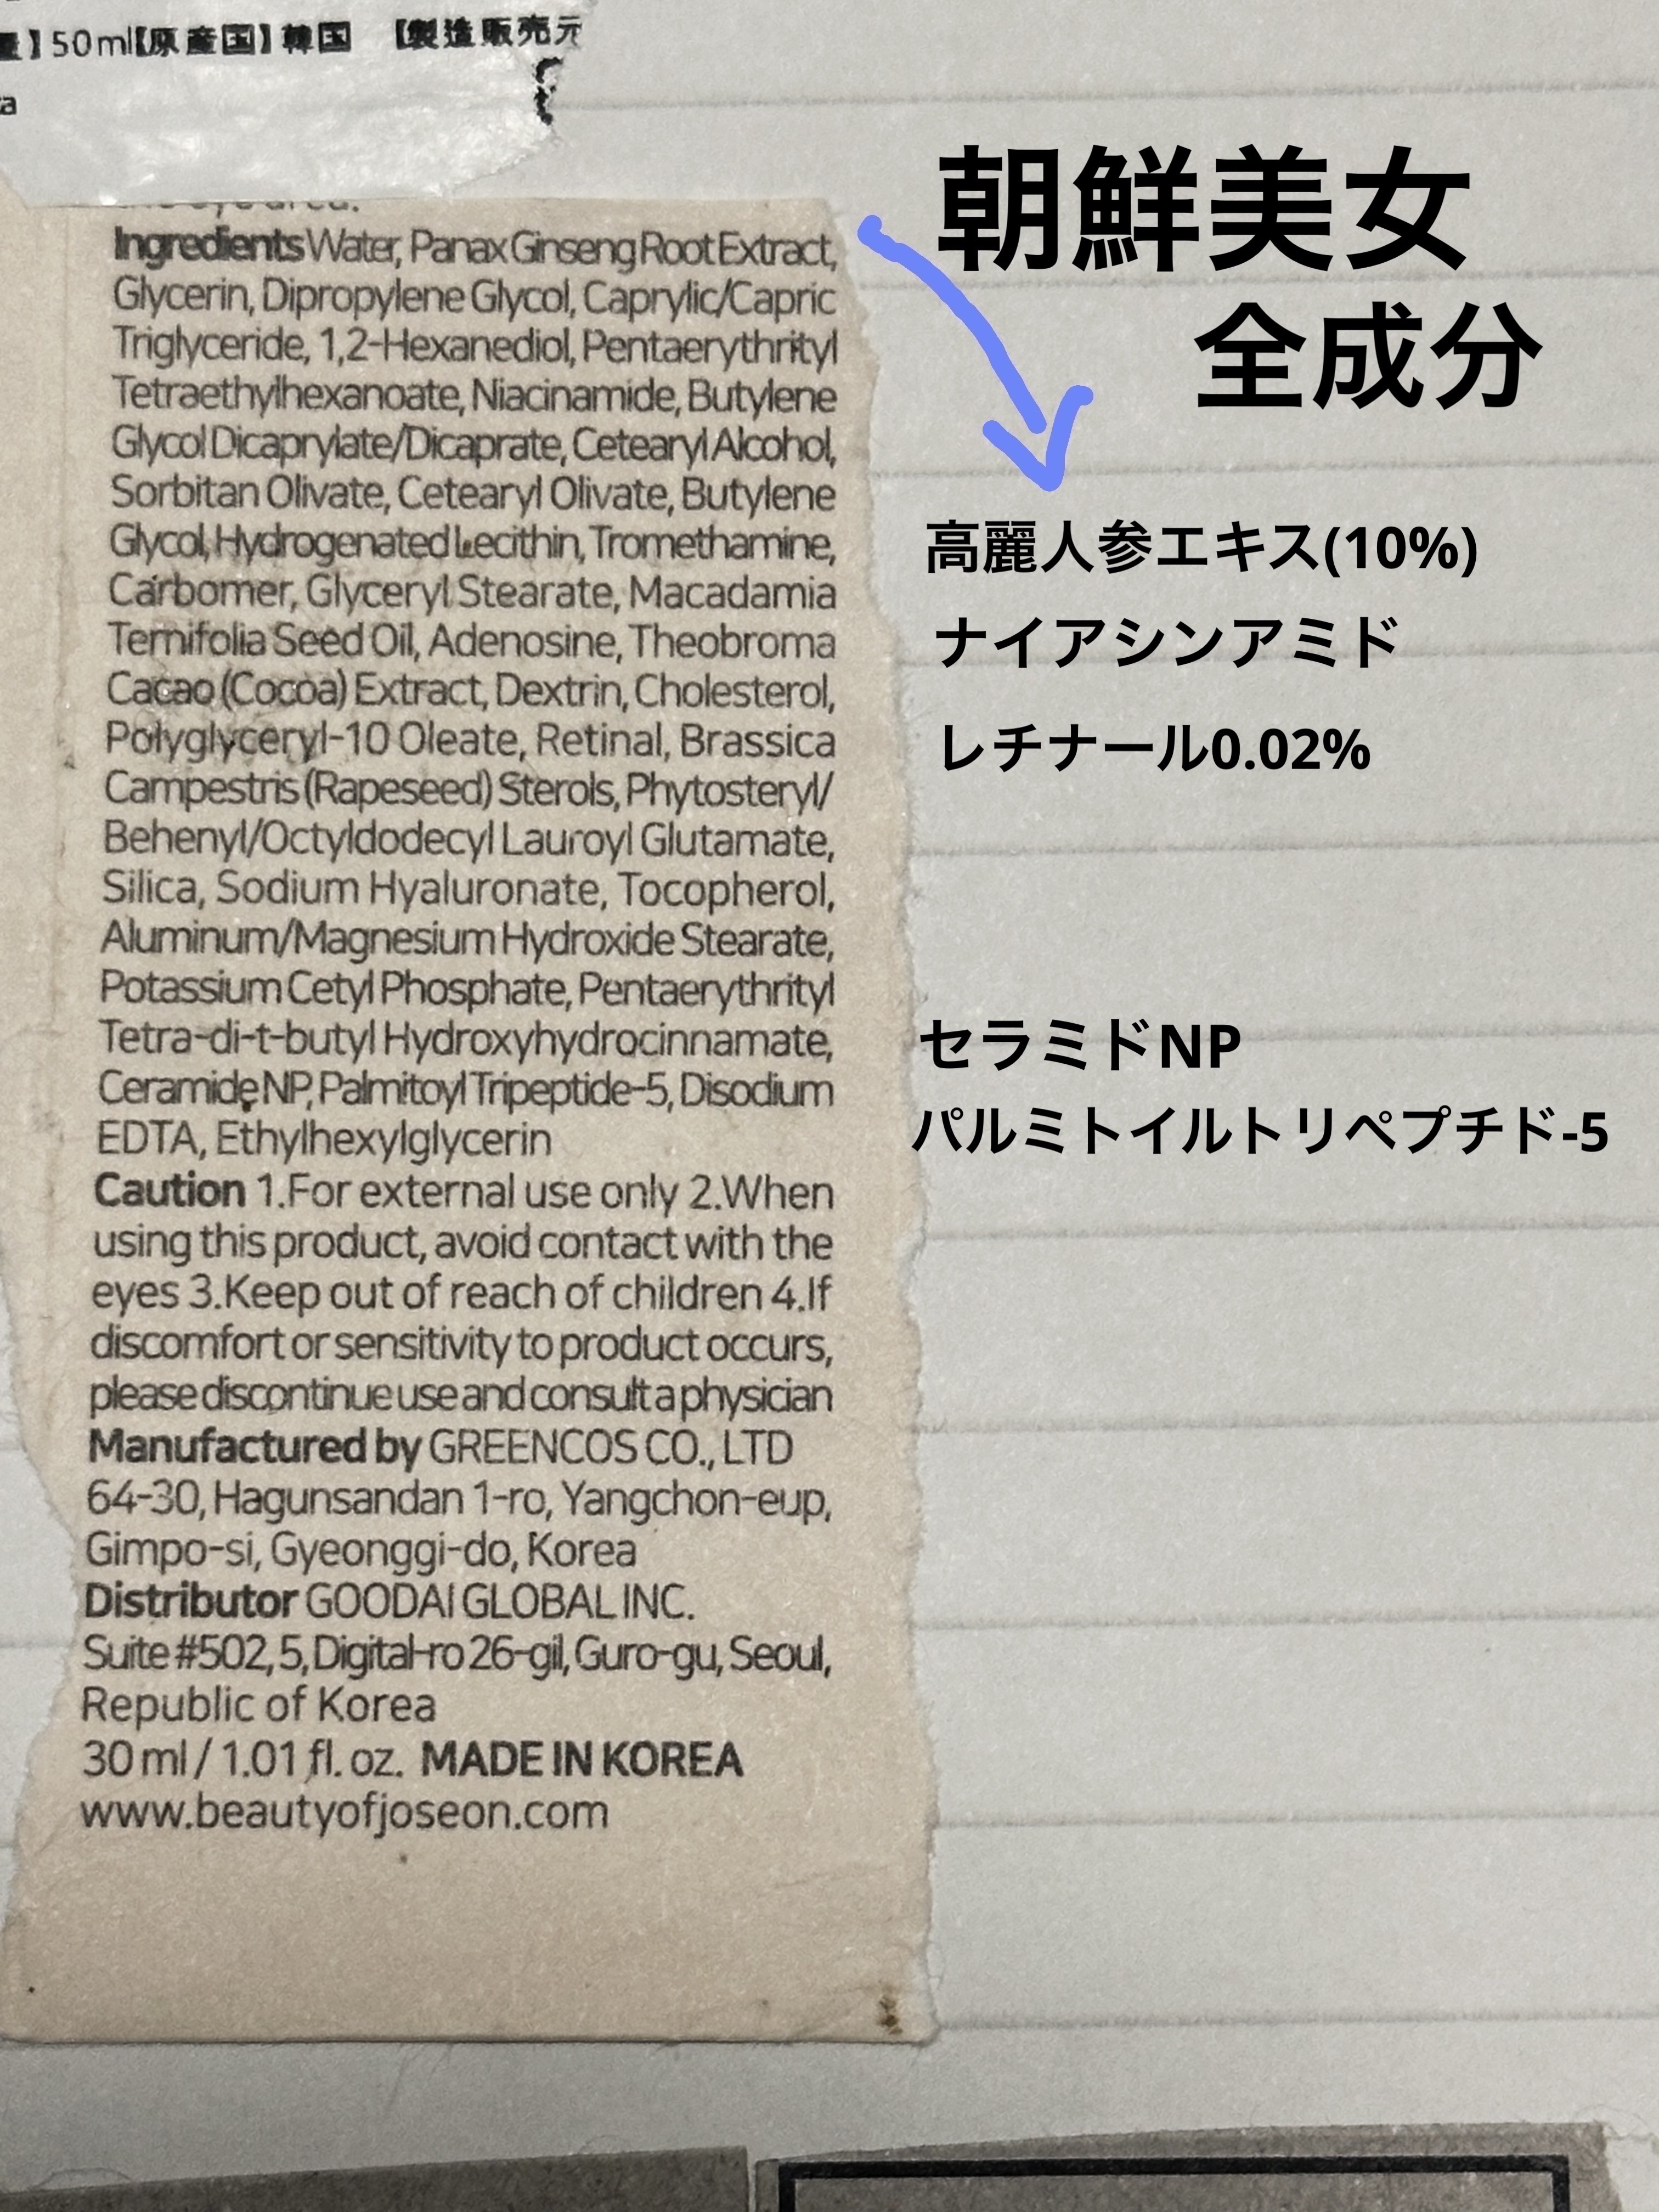 】50ml【原産国】韓国 【製造販売元
ra
朝鮮美女
全成分
Ingredients Water, Panax Ginseng Root Extract,
Glycerin, Dipropylene Glycol, Caprylic/Capric
Triglyceride, 1,2-Hexanediol, Pentaerythrityl
Tetraethylhexanoate, Niacinamide, Butylene
Glycol Dicaprylate/Dicaprate, Cetearyl Alcohol,
Sorbitan Olivate, Cetearyl Olivate, Butylene
Glycol, Hydrogenated Lecithin, Tromethamine,
Carbomer, Glyceryl Stearate, Macadamia
Ternifolia Seed Oil, Adenosine, Theobroma
Cacao (Cocoa) Extract, Dextrin, Cholesterol,
Polyglyceryl-10 Oleate, Retinal, Brassica
Campestris (Rapeseed) Sterols, Phytosteryl/
Behenyl/Octyldodecyl Lauroyl Glutamate,
Silica, Sodium Hyaluronate, Tocopherol,
Aluminum/Magnesium Hydroxide Stearate,
Potassium Cetyl Phosphate, Pentaerythrityl
Tetra-di-t-butyl Hydroxyhydrocinnamate,
Ceramide NP, Palmitoyl Tripeptide-5, Disodium
EDTA, Ethylhexylglycerin
Caution 1.For external use only 2.When
using this product, avoid contact with the
eyes 3.Keep out of reach of children 4.If
discomfort or sensitivity to product occurs,
please discontinue use and consult a physician
Manufactured by GREENCOS CO., LTD
64-30, Hagunsandan 1-ro, Yangchon-eup,
Gimpo-si, Gyeonggi-do, Korea
Distributor GOODAI GLOBAL INC.
Suite #502, 5, Digital-ro 26-gil, Guro-gu, Seoul,
Republic of Korea
30 ml / 1.01 fl. oz. MADE IN KOREA
www.beautyofjoseon.com
高麗人参エキス(10%)
ナイアシンアミド
レチナール0.02%
セラミドNP
パルミトイルトリペプチド-5